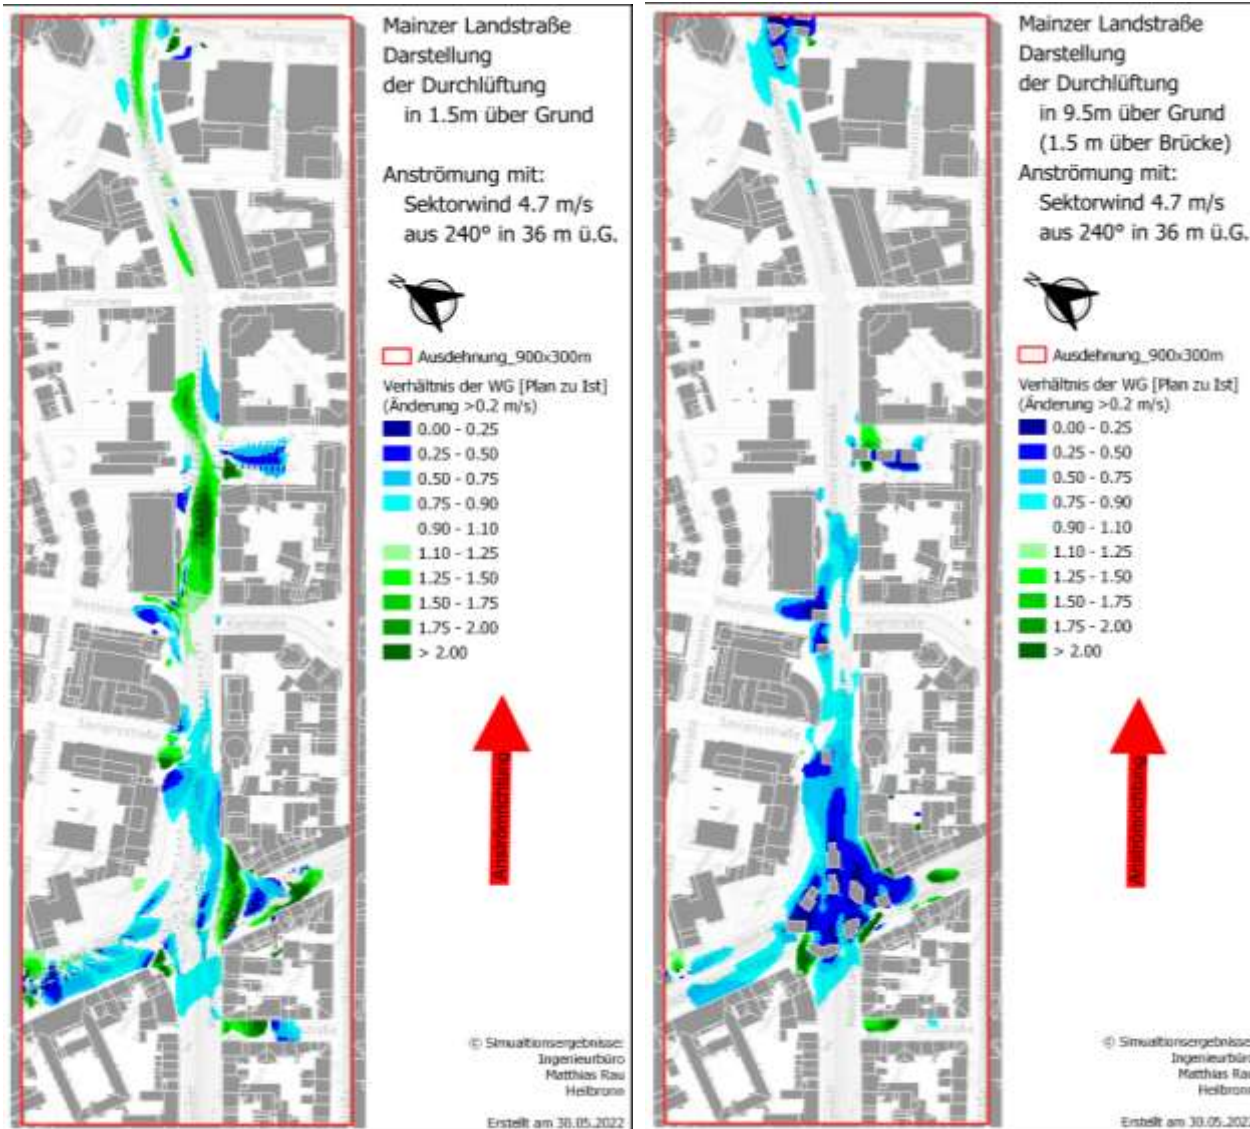 Mainzer Landstraße
Darstellung
der Durchlüftung
in 1.5m über Grund
Anströmung mit:
Sektorwind 4.7 m/s
aus 240° in 36 m ü.G.
N
Ausdehnung_900x300m
Verhältnis der WG [Plan zu Ist]
(Änderung >0.2 m/s)
0.00 - 0.25
0.25 - 0.50
0.50 - 0.75
0.75 - 0.90
0.90 - 1.10
1.10 - 1.25
1.25 - 1.50
1.50 - 1.75
1.75 - 2.00
> 2.00
Anströmrichtung
© Simualtionsergebnisse:
Ingenieurbüro
Matthias Rau
Heilbronn
Erstellt am 30.05.2022
Mainzer Landstraße
Darstellung
der Durchlüftung
in 9.5m über Grund
(1.5 m über Brücke)
Anströmung mit:
Sektorwind 4.7 m/s
aus 240° in 36 m ü.G.
N
Ausdehnung_900x300m
Verhältnis der WG [Plan zu Ist]
(Änderung >0.2 m/s)
0.00 - 0.25
0.25 - 0.50
0.50 - 0.75
0.75 - 0.90
0.90 - 1.10
1.10 - 1.25
1.25 - 1.50
1.50 - 1.75
1.75 - 2.00
> 2.00
Anströmrichtung
© Simualtionsergebnisse
Ingenieurbüro
Matthias Rau
Heilbronn
Erstellt am 30.05.2022